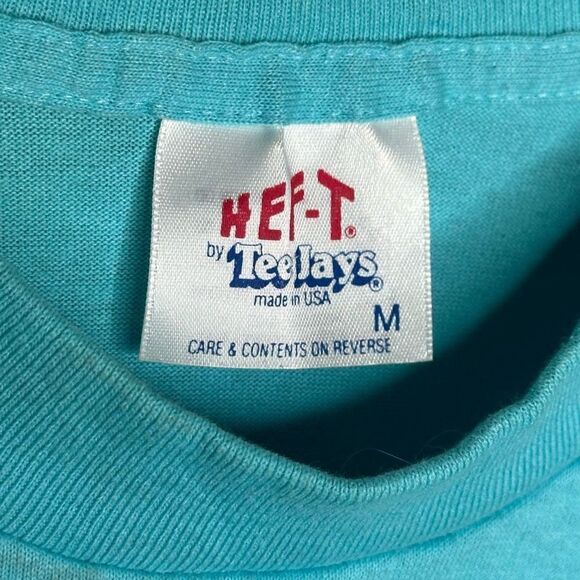 HEF-T®
by TeeJays®
made in USA
M
CARE & CONTENTS ON REVERSE